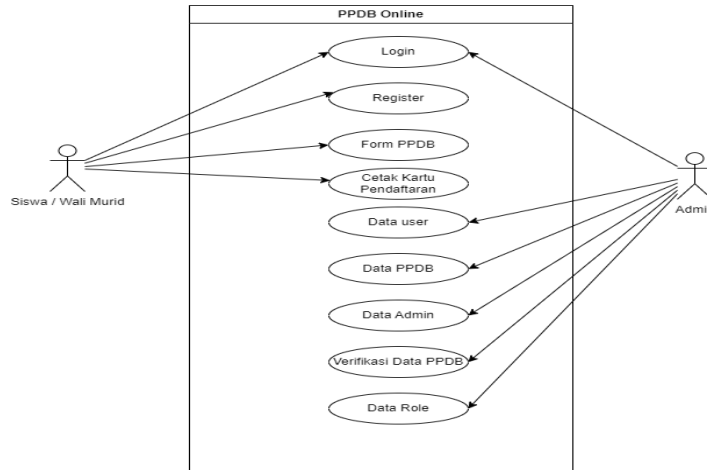 PPDB Online
Login
Register
Form PPDB
Cetak Kartu
Pendaftaran
Siswa / Wali Murid
Data user
Admi
Data PPDB
Data Admin
Verifikasi Data PPDB
Data Role